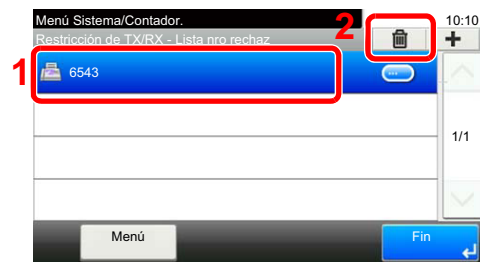 Menú Sistema/Contador.
10:10
Restricción de TX/RX - Lista nro rechaz
2
1
6543
1/1
Menú
Fin